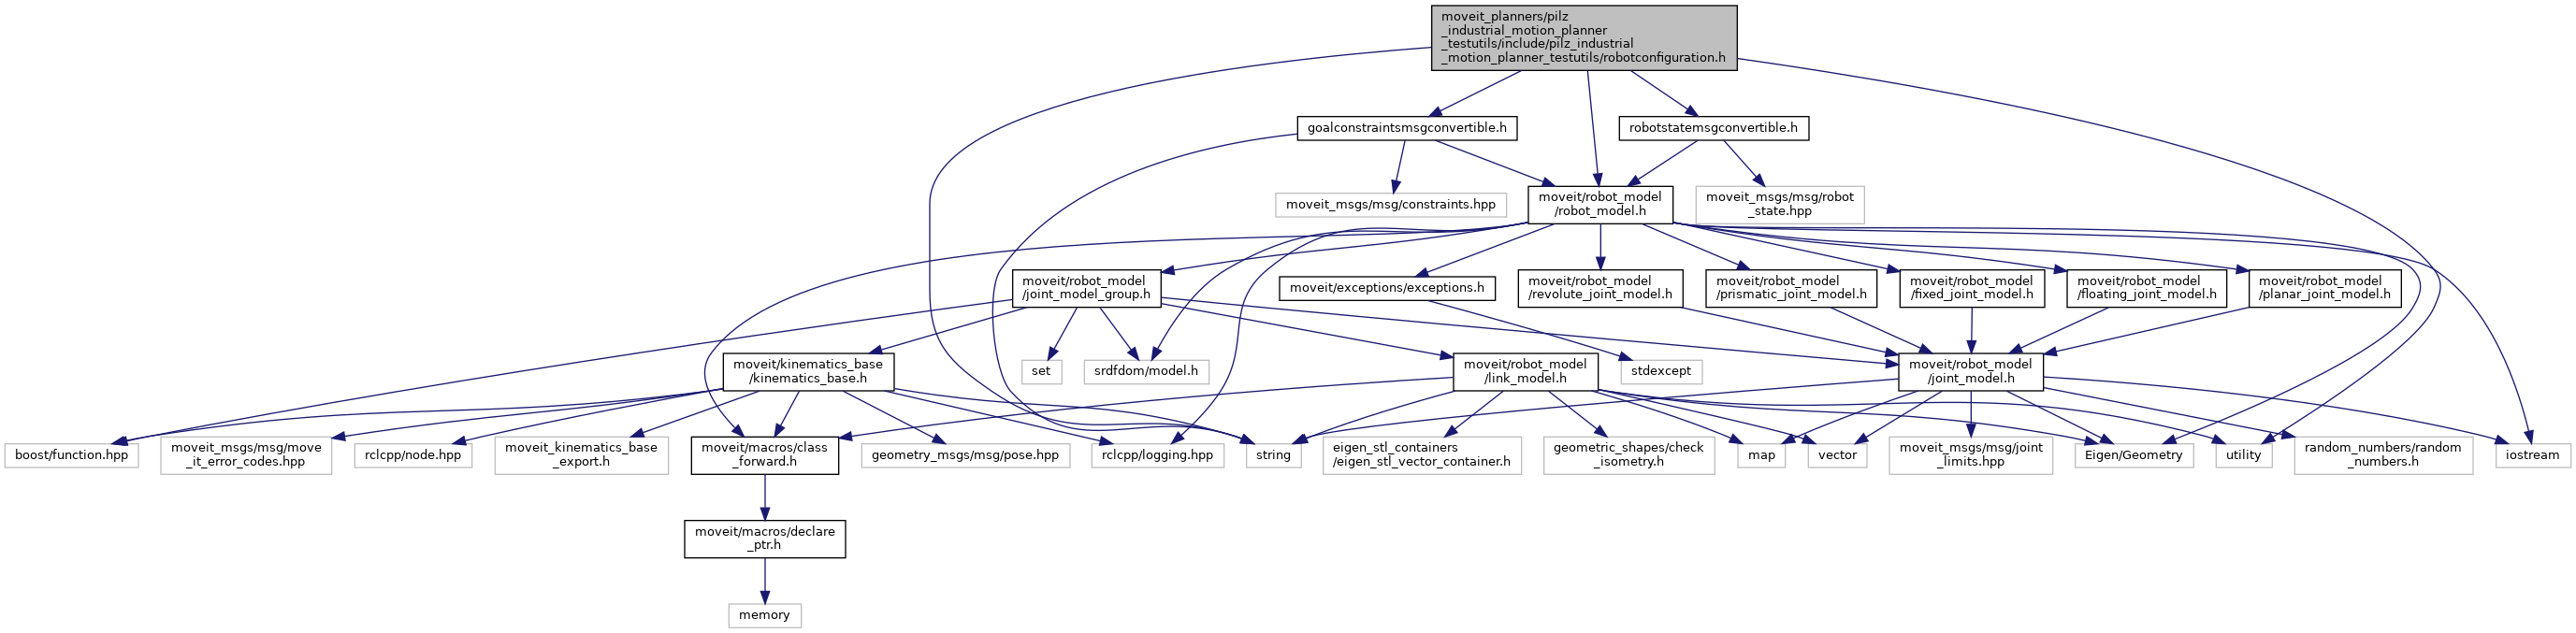 moveit_planners/pilz
_industrial_motion_planner
_testutils/include/pilz_industrial
_motion_planner_testutils/robotconfiguration.h
goalconstraintsmsgconvertible.h
robotstatemsgconvertible.h
moveit_msgs/msg/constraints.hpp
moveit/robot_model
/robot_model.h
moveit_msgs/msg/robot
_state.hpp
moveit/robot_model
/joint_model_group.h
moveit/exceptions/exceptions.h
moveit/robot_model
/revolute_joint_model.h
moveit/robot_model
/prismatic_joint_model.h
moveit/robot_model
/fixed_joint_model.h
moveit/robot_model
/floating_joint_model.h
moveit/robot_model
/planar_joint_model.h
moveit/kinematics_base
/kinematics_base.h
set
srdfdom/model.h
moveit/robot_model
/link_model.h
stdexcept
moveit/robot_model
/joint_model.h
boost/function.hpp
moveit_msgs/msg/move
_it_error_codes.hpp
rclcpp/node.hpp
moveit_kinematics_base
_export.h
moveit/macros/class
_forward.h
geometry_msgs/msg/pose.hpp
rclcpp/logging.hpp
string
eigen_stl_containers
/eigen_stl_vector_container.h
geometric_shapes/check
_isometry.h
map
vector
moveit_msgs/msg/joint
_limits.hpp
Eigen/Geometry
utility
random_numbers/random
_numbers.h
iostream
moveit/macros/declare
_ptr.h
memory